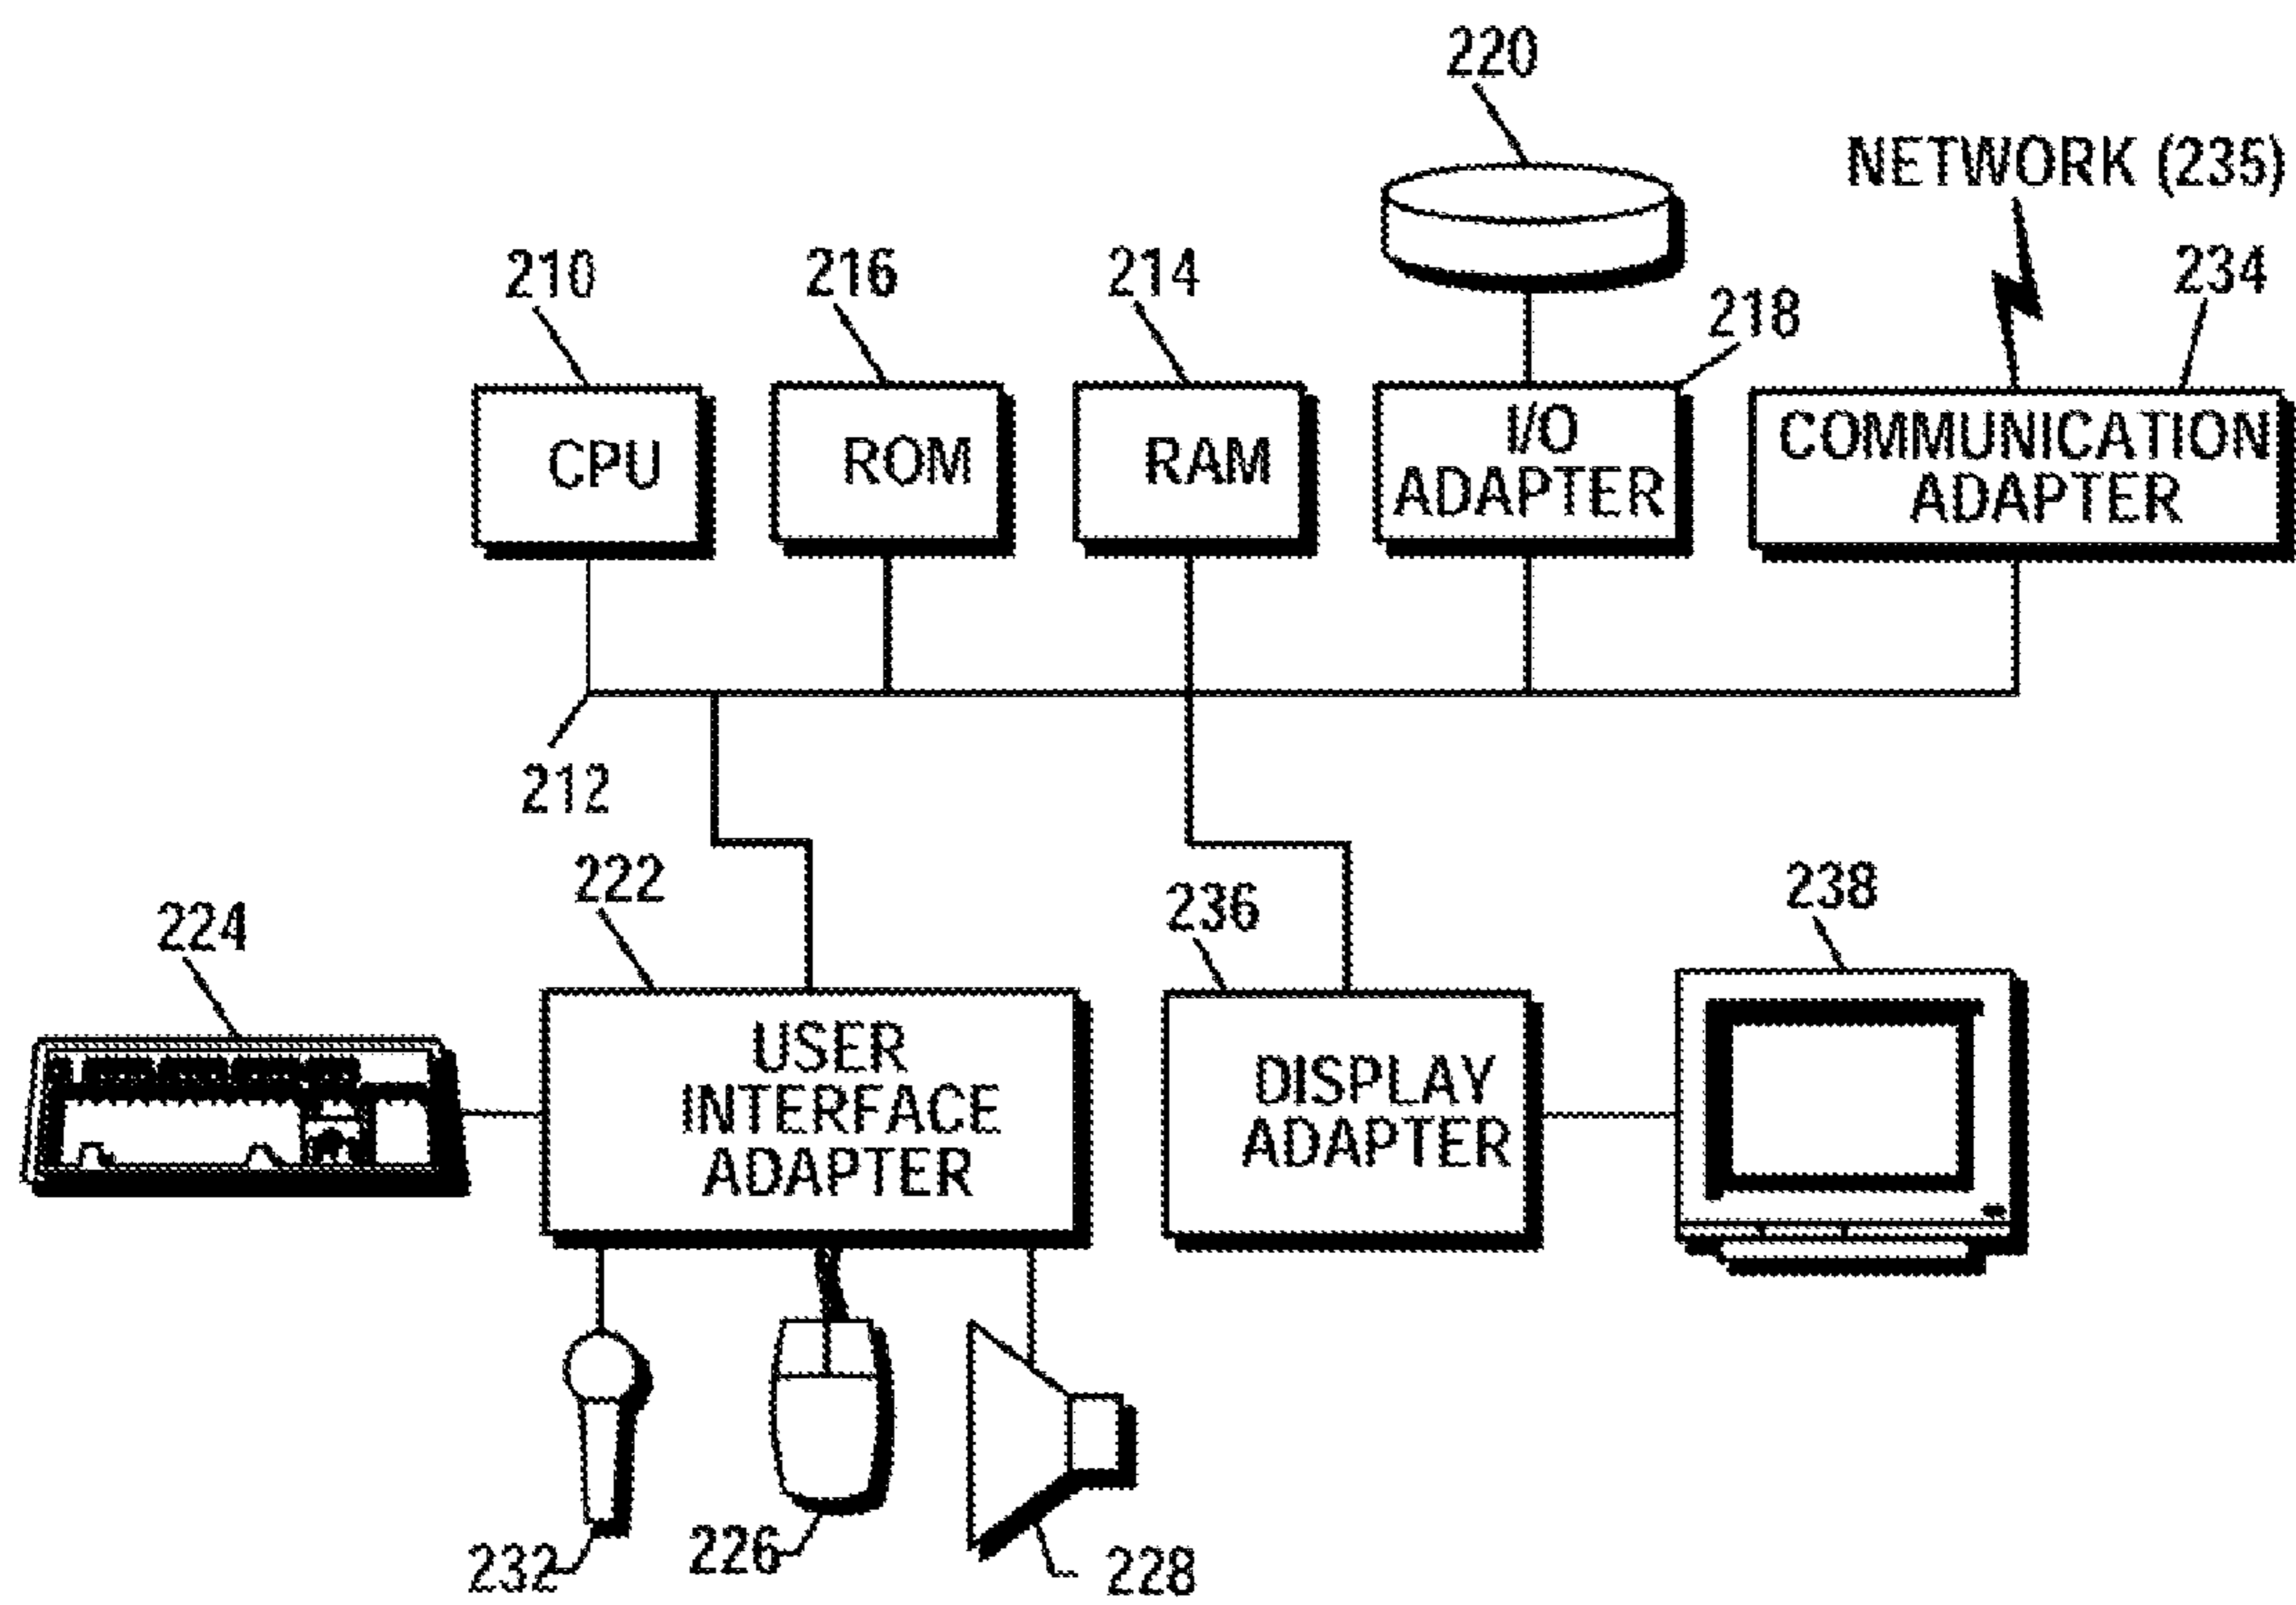 220
NETWORK (235)
210
216
214
218
234
CPU
ROM
RAM
I/O
ADAPTER
COMMUNICATION
ADAPTER
212
224
222
236
238
USER
INTERFACE
ADAPTER
DISPLAY
ADAPTER
232
226
228